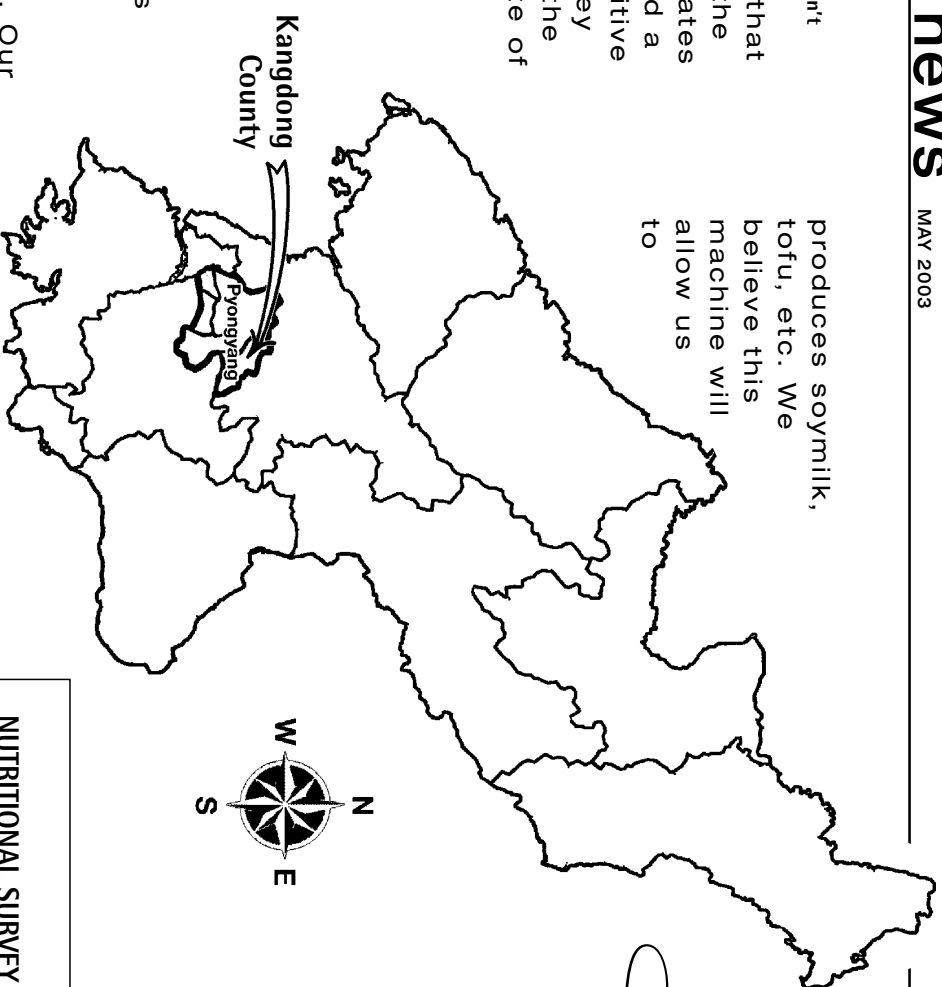 news MAY 2003
n't
that
the
ates
d a
itive
ey
the
te of
s
Our
produces soymilk,
tofu, etc. We
believe this
machine will
allow us
to
Kangdong
County
Pyongyang
N
W
E
S
NUTRITIONAL SURVEY